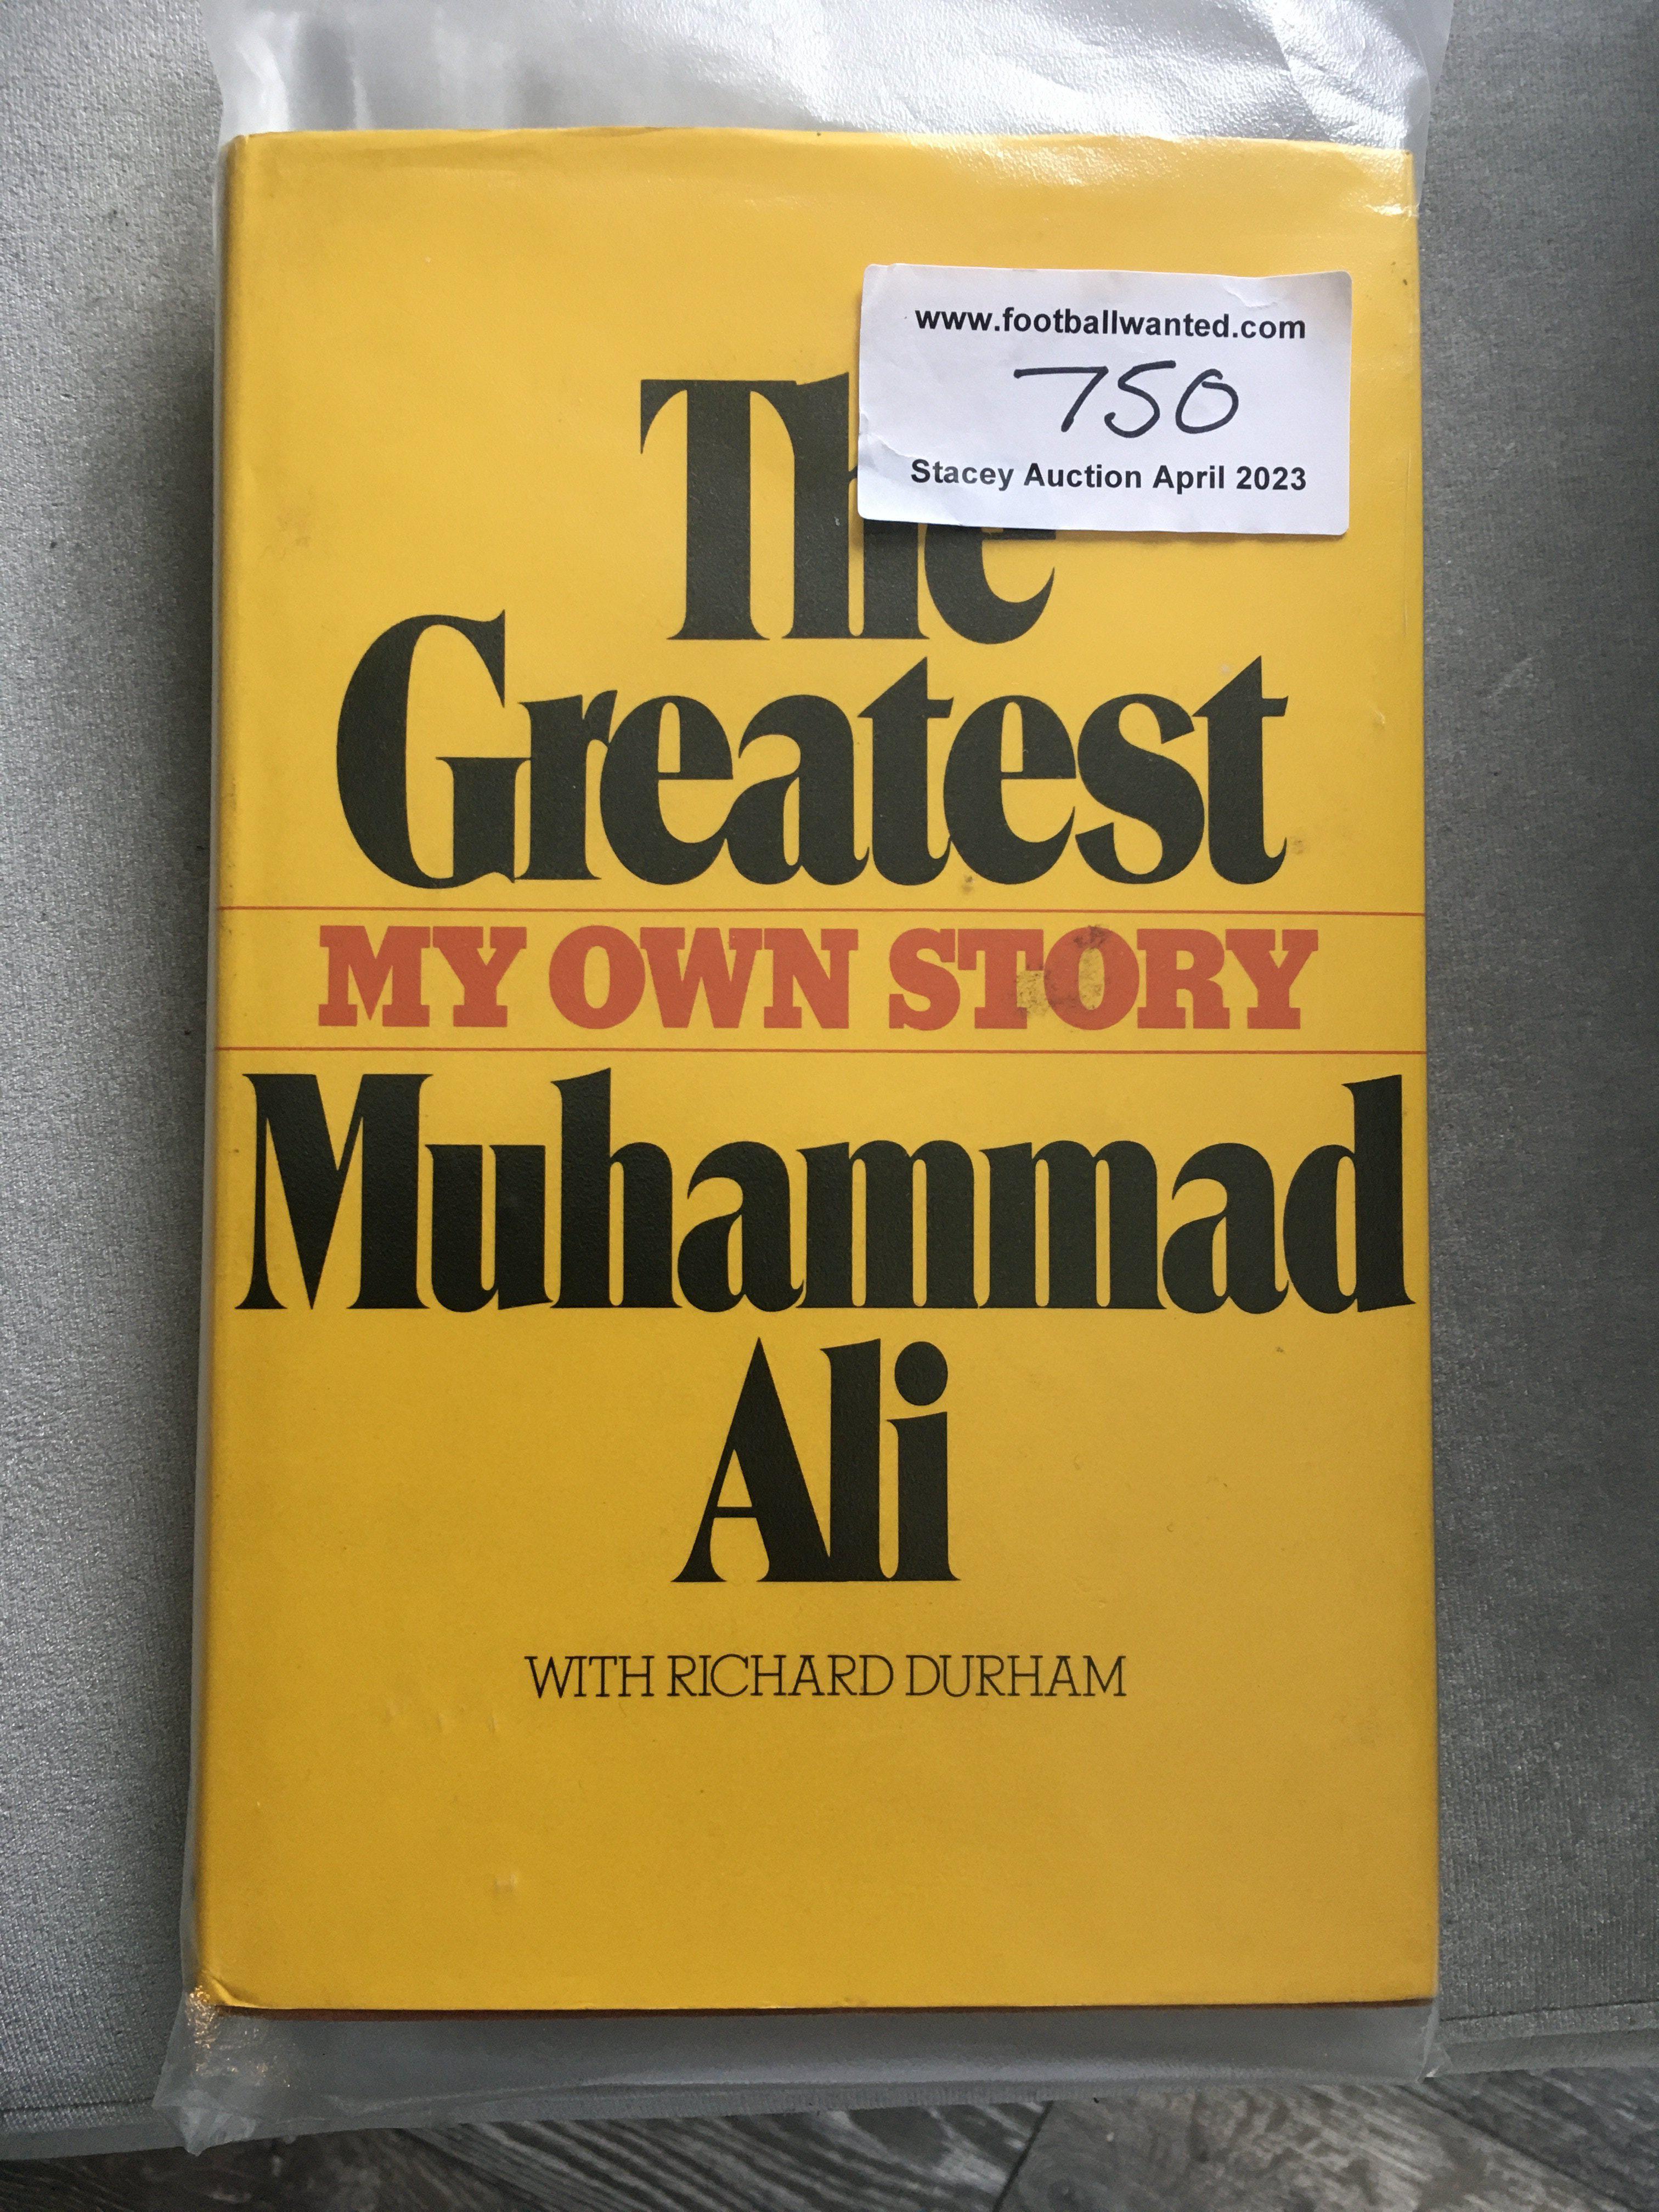 www.footballwanted.com
750
Stacey Auction April 2023
The
Greatest
MY OWN STORY
Muhammad
Ali
WITH RICHARD DURHAM